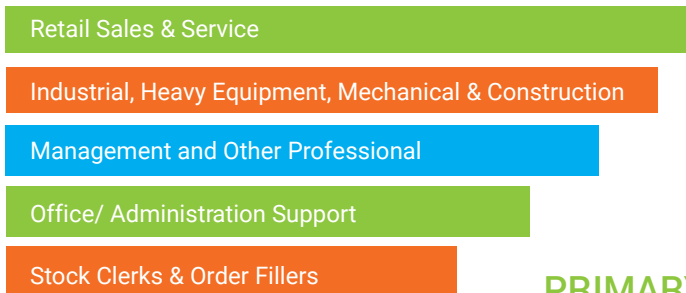 Retail Sales & Service
Industrial, Heavy Equipment, Mechanical & Construction
Management and Other Professional
Office/ Administration Support
Stock Clerks & Order Fillers